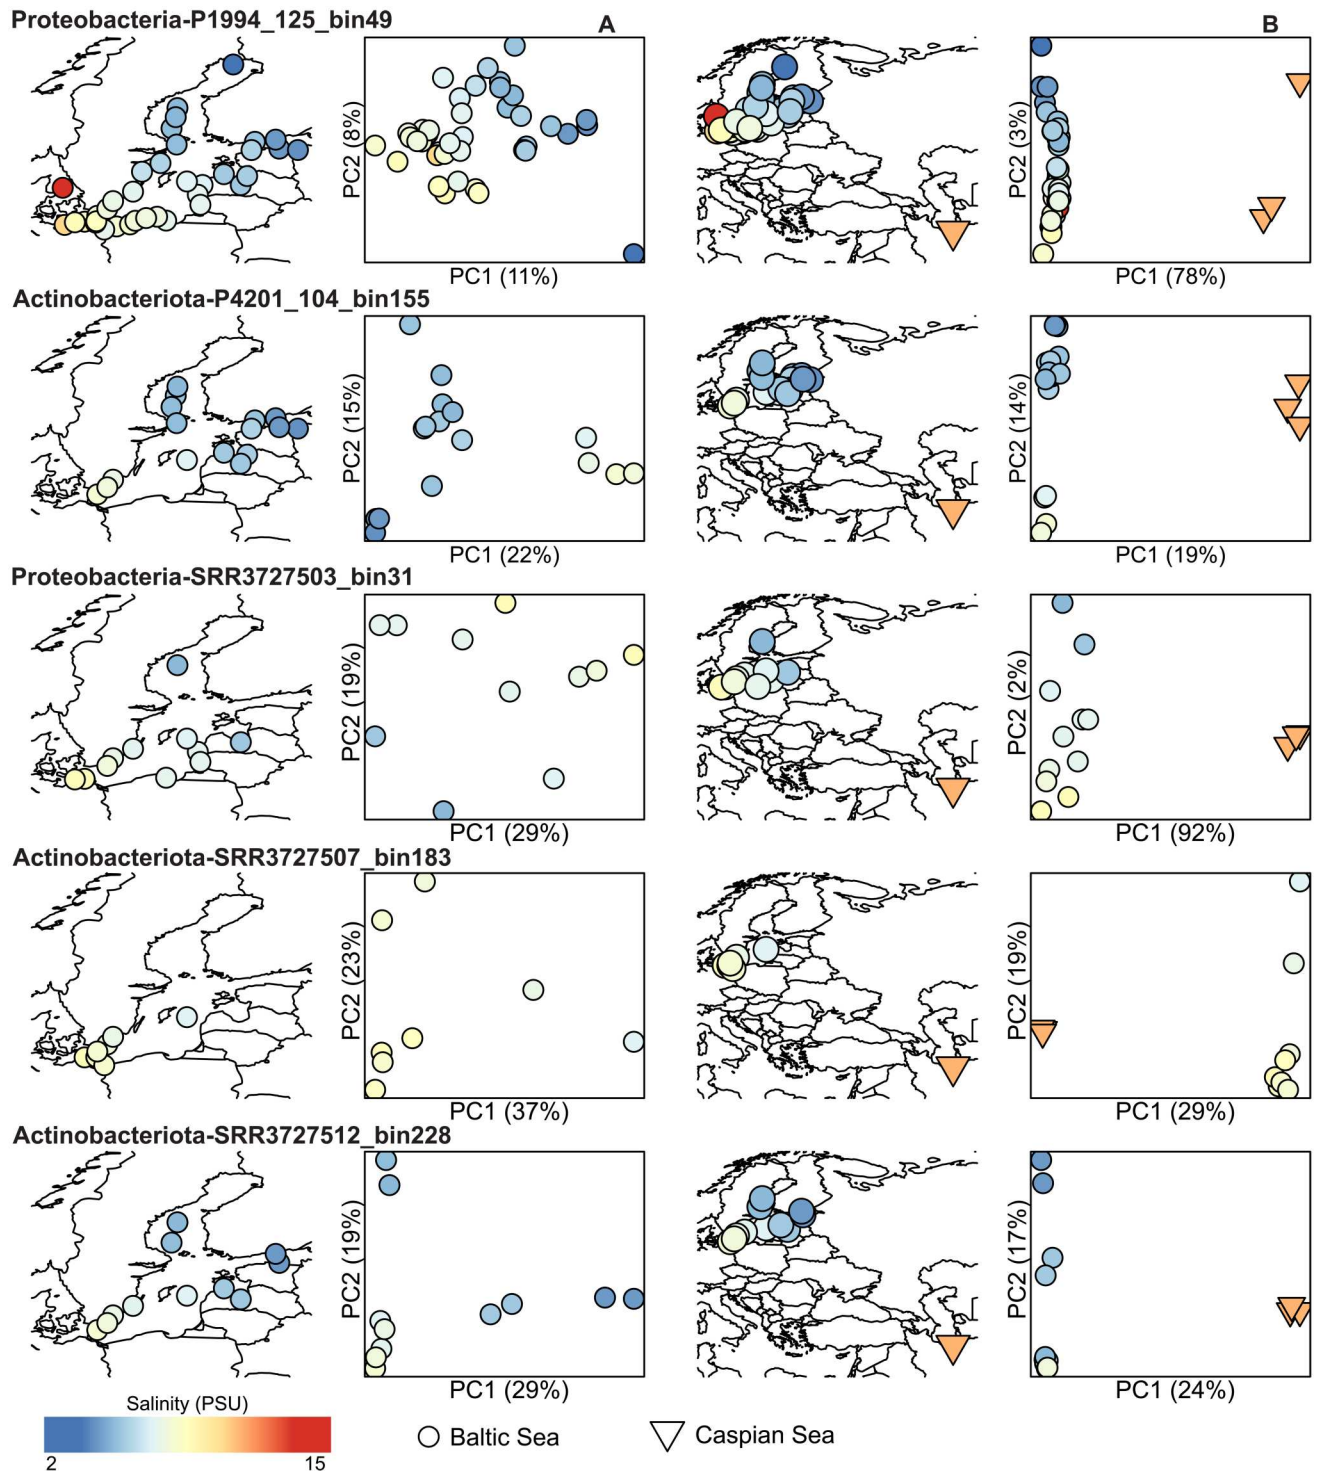 Proteobacteria-P1994_125_bin49
A
B
PC2 (8%)
PC1 (11%)
PC2 (3%)
PC1 (78%)
Actinobacteriota-P4201_104_bin155
PC2 (15%)
PC1 (22%)
PC2 (14%)
PC1 (19%)
Proteobacteria-SRR3727503_bin31
PC2 (19%)
PC1 (29%)
PC2 (2%)
PC1 (92%)
Actinobacteriota-SRR3727507_bin183
PC2 (23%)
PC1 (37%)
PC2 (19%)
PC1 (29%)
Actinobacteriota-SRR3727512_bin228
PC2 (19%)
PC1 (29%)
PC2 (17%)
PC1 (24%)
Salinity (PSU)
2
15
Baltic Sea
Caspian Sea